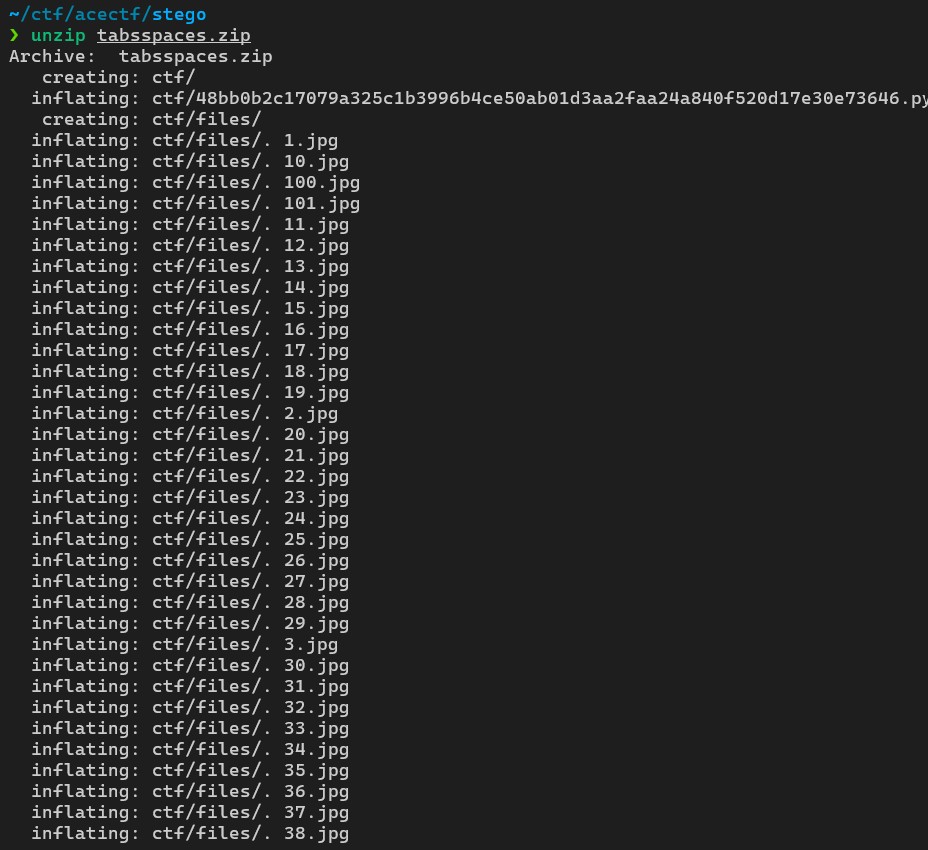 ~/ctf/acectf/stego
❯ unzip tabsspaces.zip
Archive:  tabsspaces.zip
   creating: ctf/
  inflating: ctf/48bb0b2c17079a325c1b3996b4ce50ab01d3aa2faa24a840f520d17e30e73646.py
   creating: ctf/files/
  inflating: ctf/files/. 1.jpg
  inflating: ctf/files/. 10.jpg
  inflating: ctf/files/. 100.jpg
  inflating: ctf/files/. 101.jpg
  inflating: ctf/files/. 11.jpg
  inflating: ctf/files/. 12.jpg
  inflating: ctf/files/. 13.jpg
  inflating: ctf/files/. 14.jpg
  inflating: ctf/files/. 15.jpg
  inflating: ctf/files/. 16.jpg
  inflating: ctf/files/. 17.jpg
  inflating: ctf/files/. 18.jpg
  inflating: ctf/files/. 19.jpg
  inflating: ctf/files/. 2.jpg
  inflating: ctf/files/. 20.jpg
  inflating: ctf/files/. 21.jpg
  inflating: ctf/files/. 22.jpg
  inflating: ctf/files/. 23.jpg
  inflating: ctf/files/. 24.jpg
  inflating: ctf/files/. 25.jpg
  inflating: ctf/files/. 26.jpg
  inflating: ctf/files/. 27.jpg
  inflating: ctf/files/. 28.jpg
  inflating: ctf/files/. 29.jpg
  inflating: ctf/files/. 3.jpg
  inflating: ctf/files/. 30.jpg
  inflating: ctf/files/. 31.jpg
  inflating: ctf/files/. 32.jpg
  inflating: ctf/files/. 33.jpg
  inflating: ctf/files/. 34.jpg
  inflating: ctf/files/. 35.jpg
  inflating: ctf/files/. 36.jpg
  inflating: ctf/files/. 37.jpg
  inflating: ctf/files/. 38.jpg